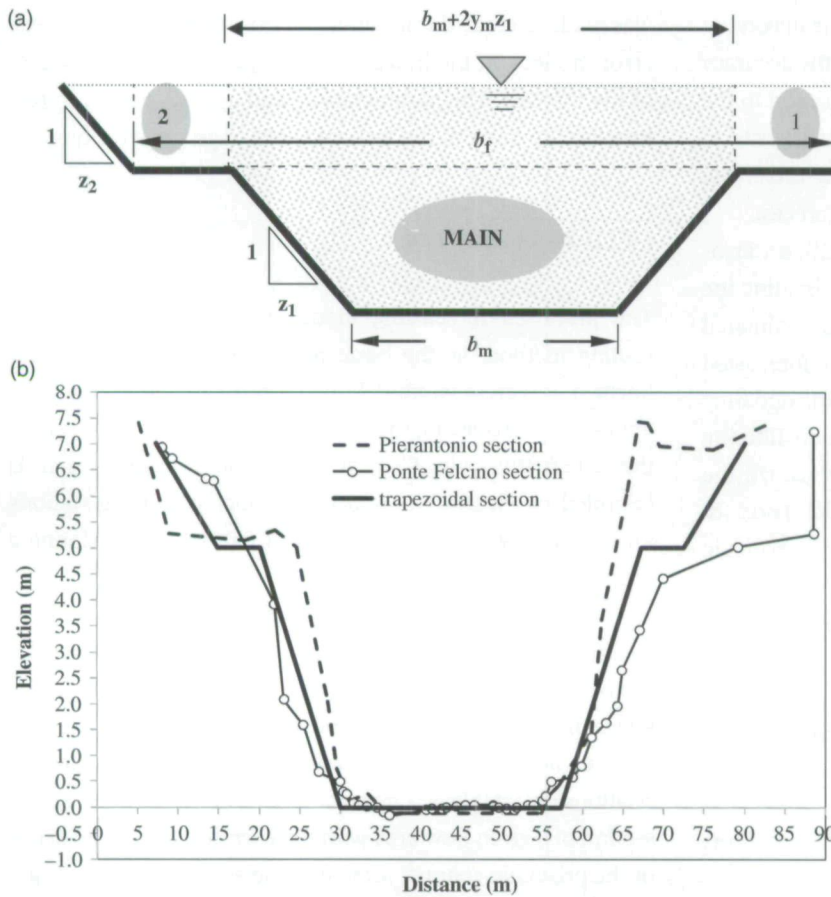 (a)
b_m+2y_mz_1
2
1
1
z_2
b_f
MAIN
1
z_1
b_m
(b)
8.0
7.5
7.0
6.5
6.0
5.5
5.0
4.5
4.0
3.5
3.0
2.5
2.0
1.5
1.0
0.5
0.0
−0.5
−1.0
Elevation (m)
Pierantonio section
Ponte Felcino section
trapezoidal section
0 5 10 15 20 25 30 35 40 45 50 55 60 65 70 75 80 85 90
Distance (m)